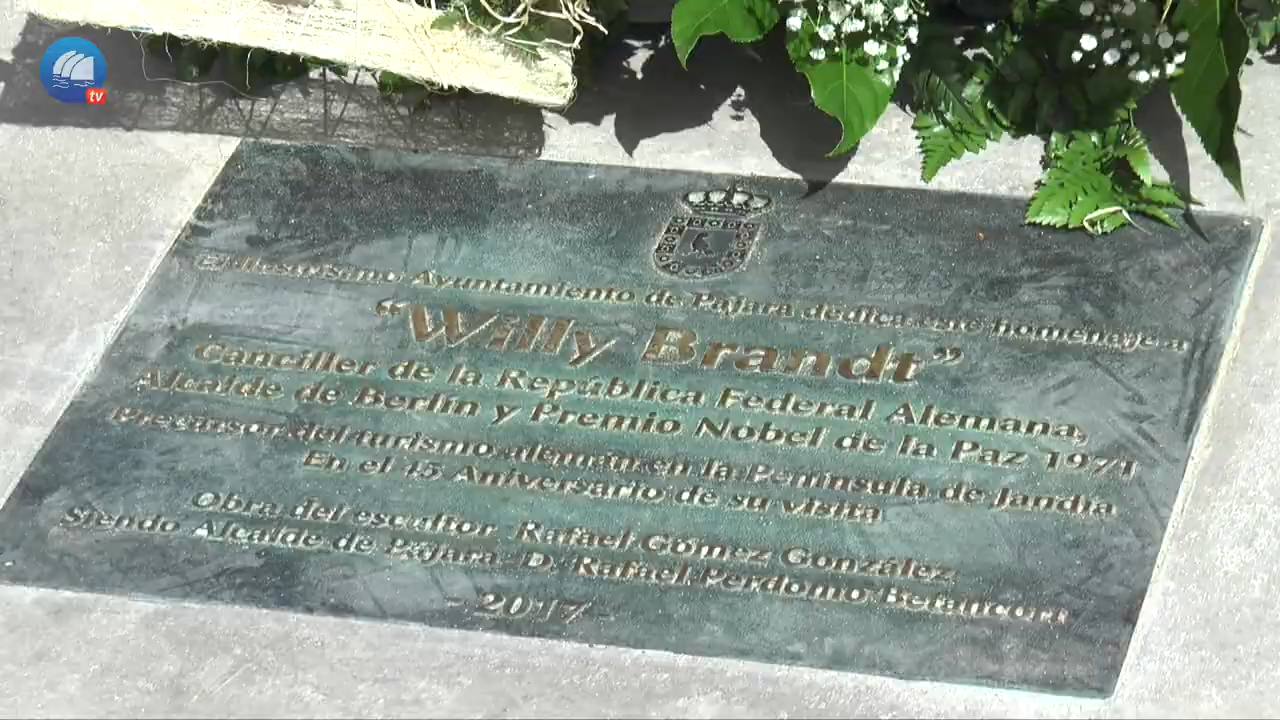 tv
El Ilustrísimo Ayuntamiento de Pájara dedica este homenaje a
“Willy Brandt”
Canciller de la República Federal Alemana,
Alcalde de Berlín y Premio Nobel de la Paz 1971
Precursor del turismo alemán en la Península de Jandía
En el 45 Aniversario de su visita
Obra del escultor Rafael Gómez González
Siendo Alcalde de Pájara D. Rafael Perdomo Betancort
- 2017 -